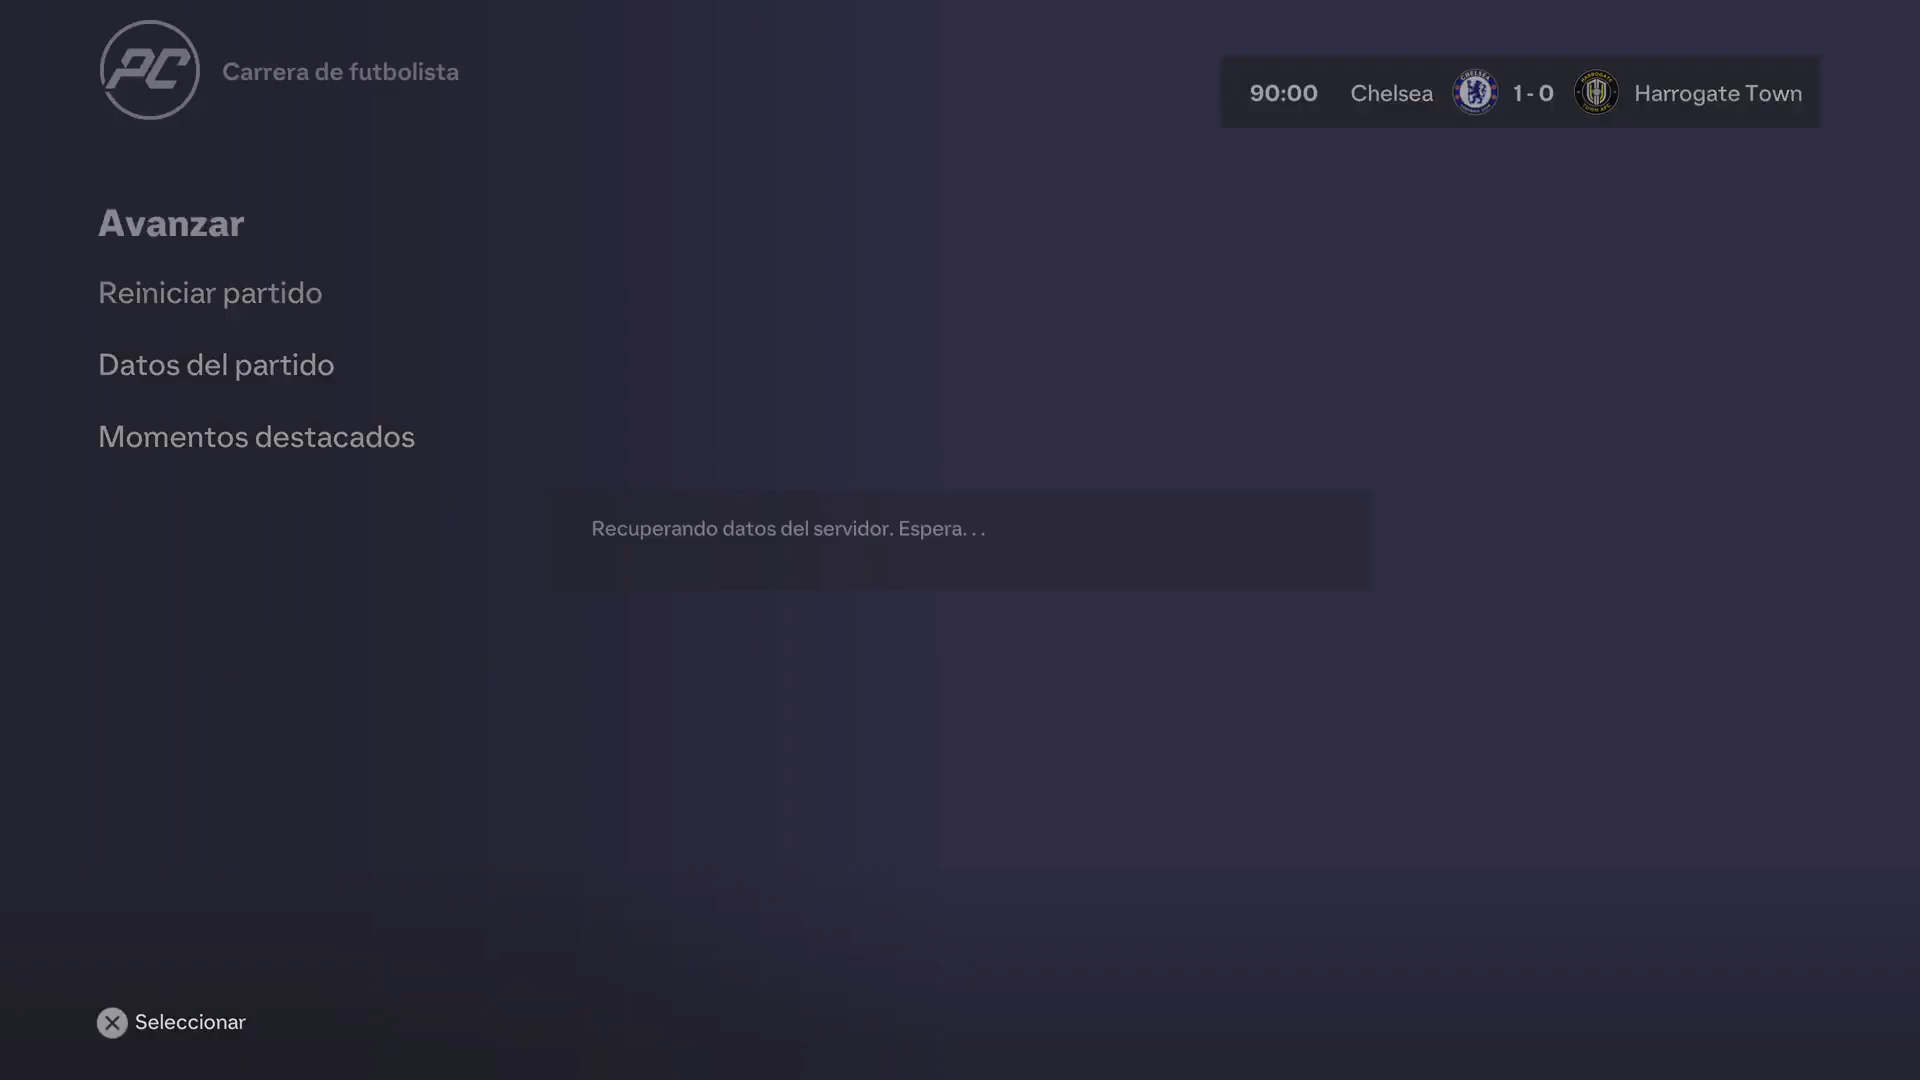 PC Carrera de futbolista
90:00 Chelsea 1 - 0 Harrogate Town
Avanzar
Reiniciar partido
Datos del partido
Momentos destacados
Recuperando datos del servidor. Espera. . .
Seleccionar